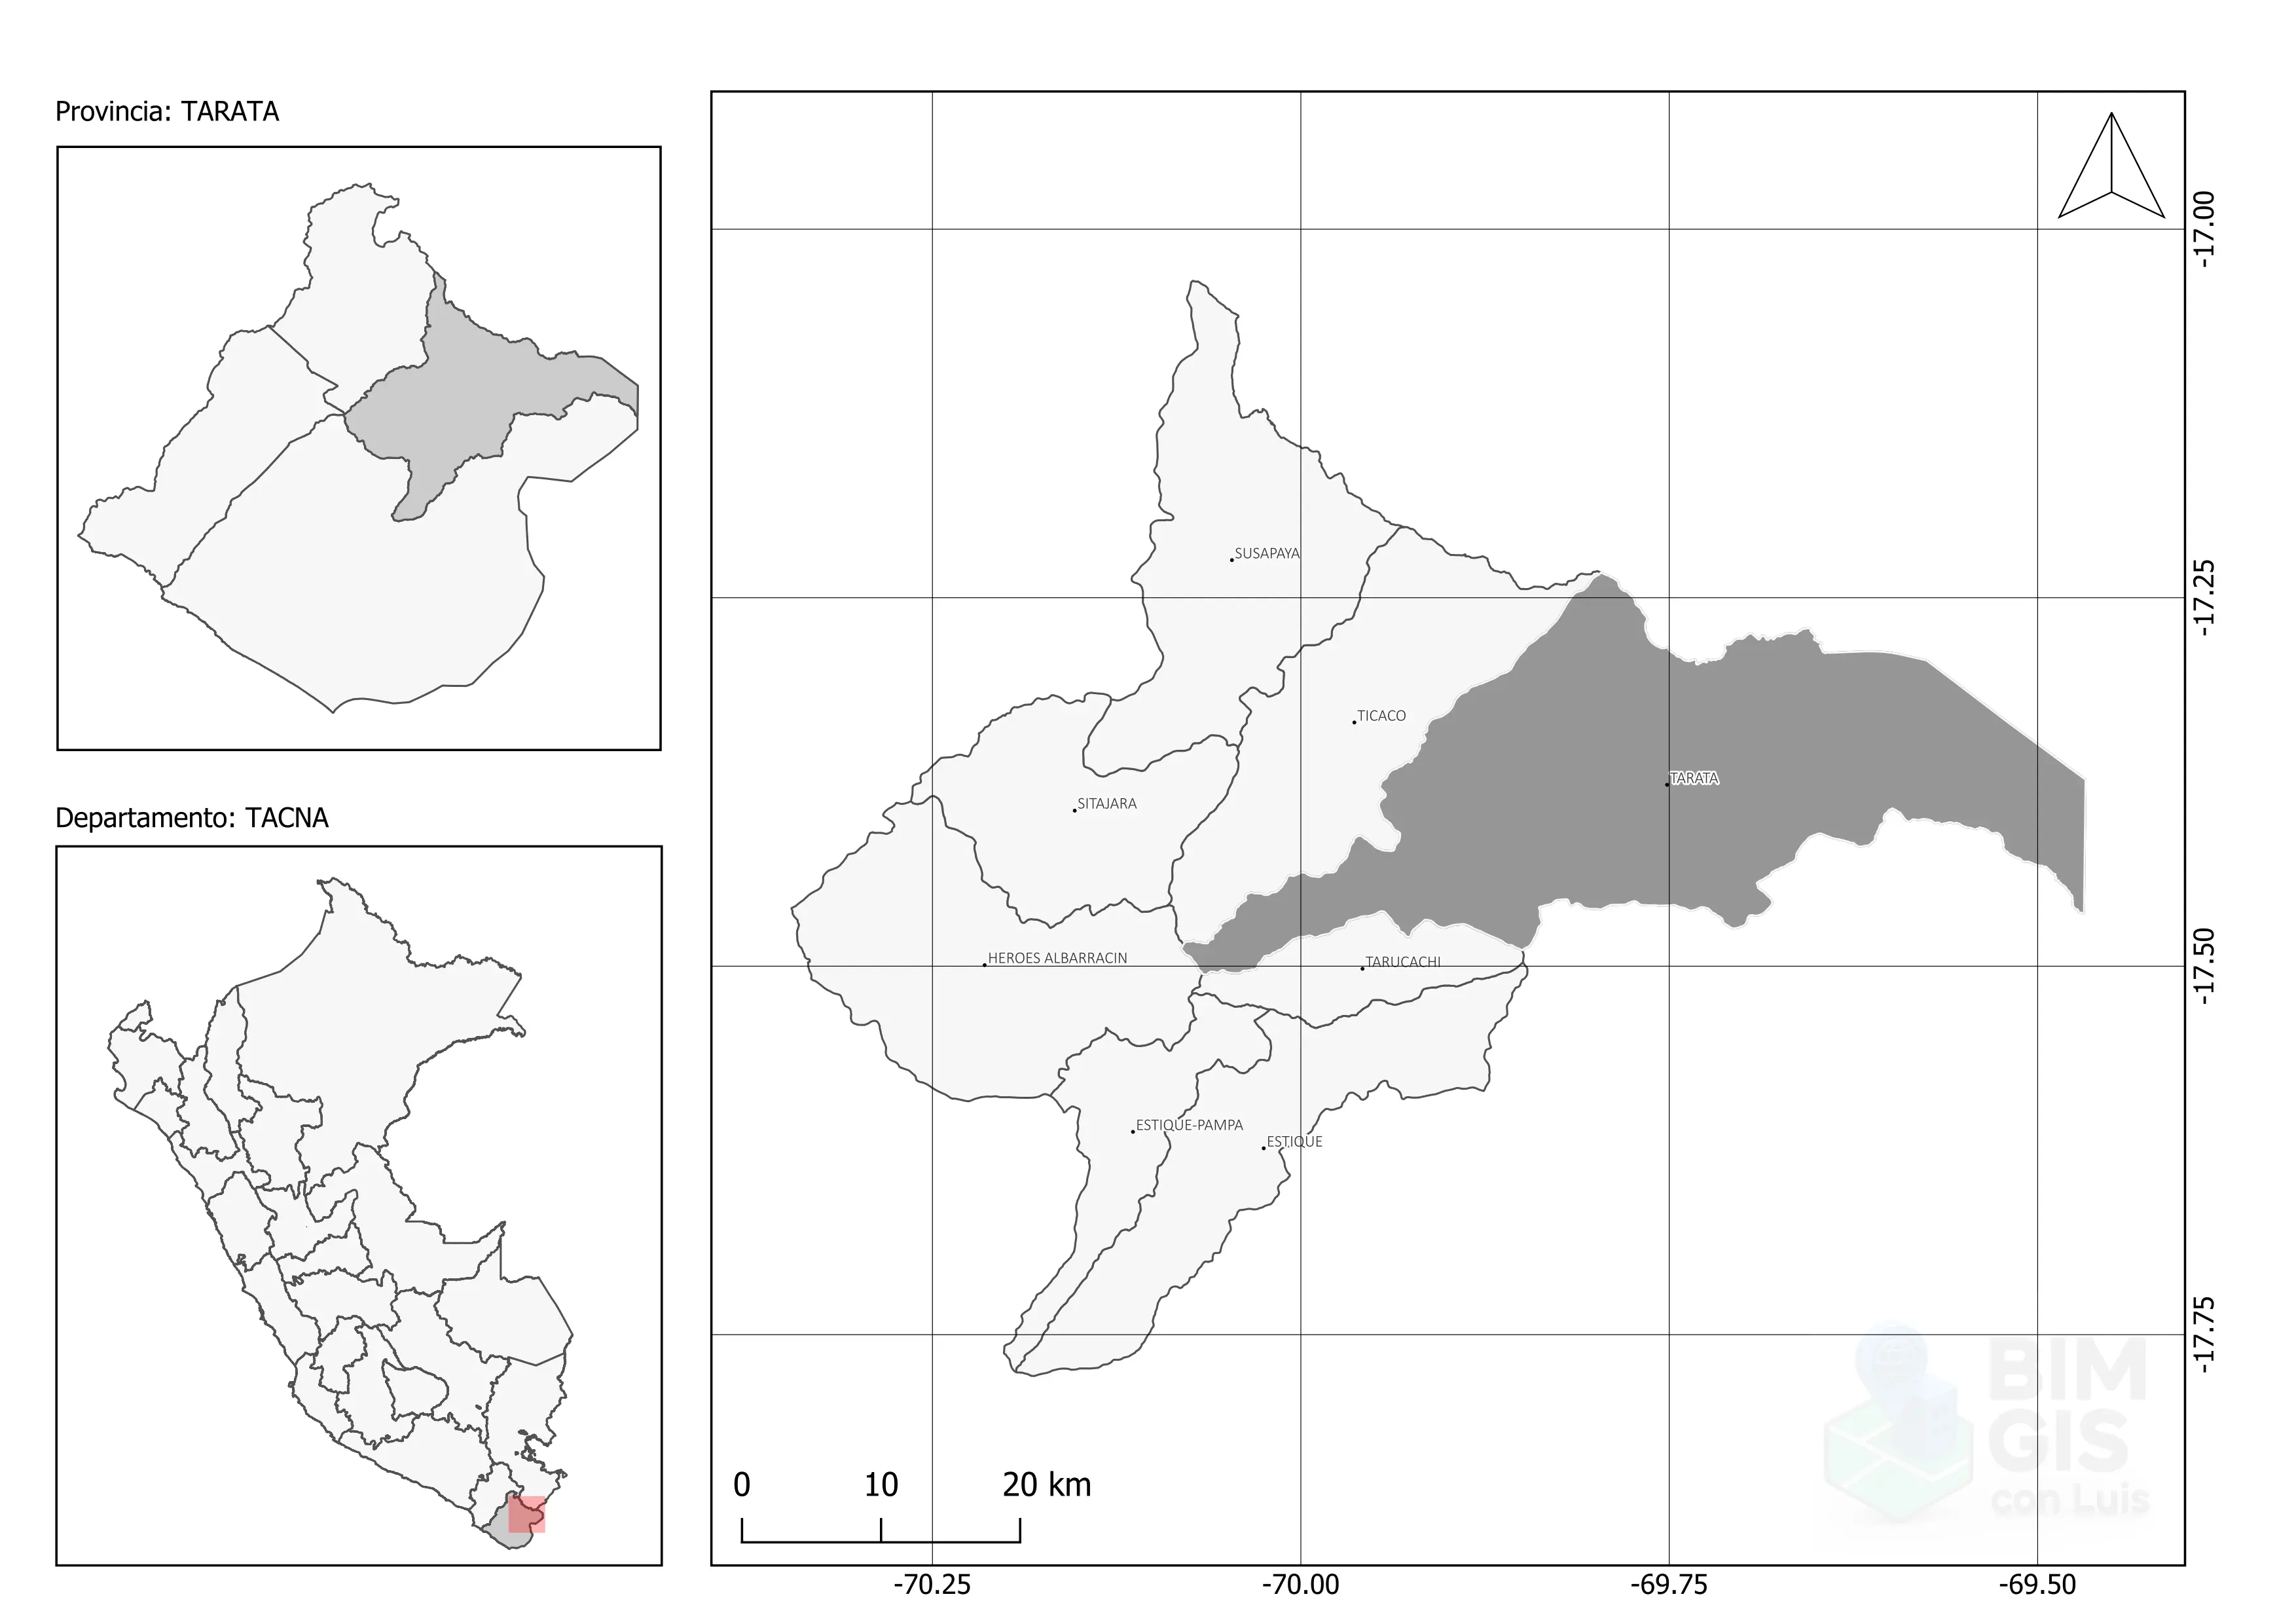 Provincia: TARATA
Departamento: TACNA
SUSAPAYA
TICACO
TARATA
SITAJARA
HEROES ALBARRACIN
TARUCACHI
ESTIQUE-PAMPA
ESTIQUE
-17.00
-17.25
-17.50
-17.75
0 10 20 km
-70.25 -70.00 -69.75 -69.50
BIM
GIS
con Luis